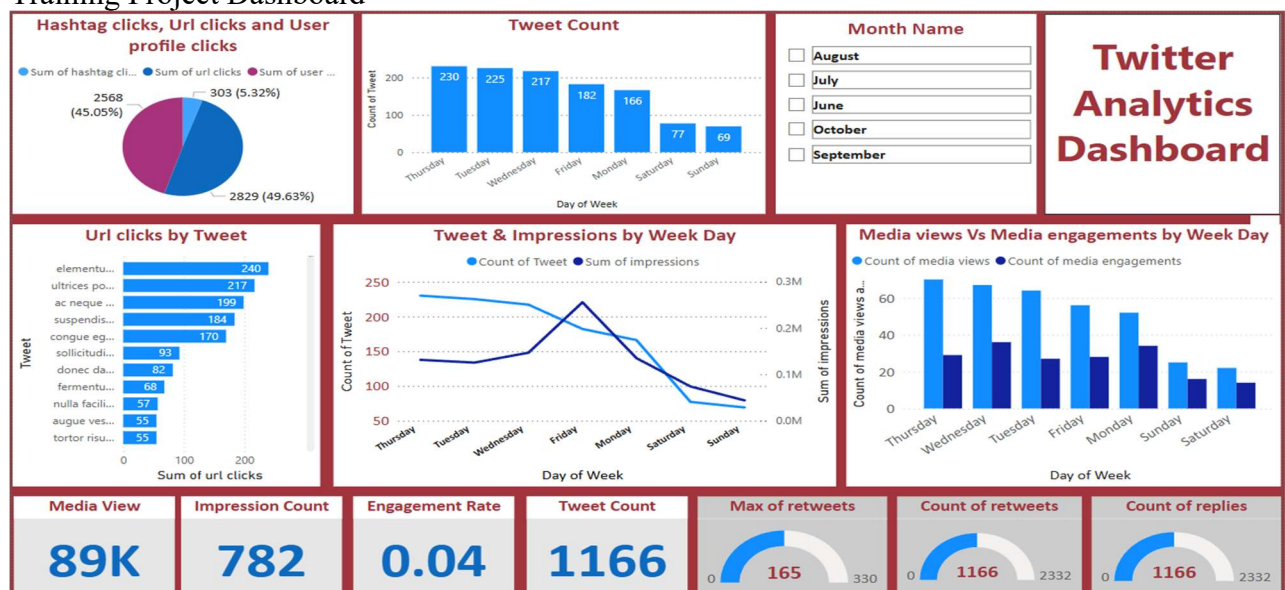 Training Project Dashboard
Hashtag clicks, Url clicks and User
profile clicks
Sum of hashtag cli... Sum of url clicks Sum of user ...
303 (5.32%)
2568
(45.05%)
2829 (49.63%)
Tweet Count
Count of Tweet
200
100
0
230 225 217 182 166 77 69
Thursday Tuesday Wednesday Friday Monday Saturday Sunday
Day of Week
Month Name
August
July
June
October
September
Twitter
Analytics
Dashboard
Url clicks by Tweet
Tweet
elementu... 240
ultrices po... 217
ac neque ... 199
suspendis... 184
congue eg... 170
sollicitudi... 93
donec da... 82
fermentu... 68
nulla facili... 57
augue ves... 55
tortor risu... 55
0 100 200
Sum of url clicks
Tweet & Impressions by Week Day
Count of Tweet Sum of impressions
Count of Tweet
250
200
150
100
50
0.3M
0.2M
0.1M
0.0M
Sum of impressions
Thursday Tuesday Wednesday Friday Monday Saturday Sunday
Day of Week
Media views Vs Media engagements by Week Day
Count of media views Count of media engagements
Count of media views a...
60
40
20
0
Thursday Wednesday Tuesday Friday Monday Sunday Saturday
Day of Week
Media View
89K
Impression Count
782
Engagement Rate
0.04
Tweet Count
1166
Max of retweets
0 165 330
Count of retweets
0 1166 2332
Count of replies
0 1166 2332